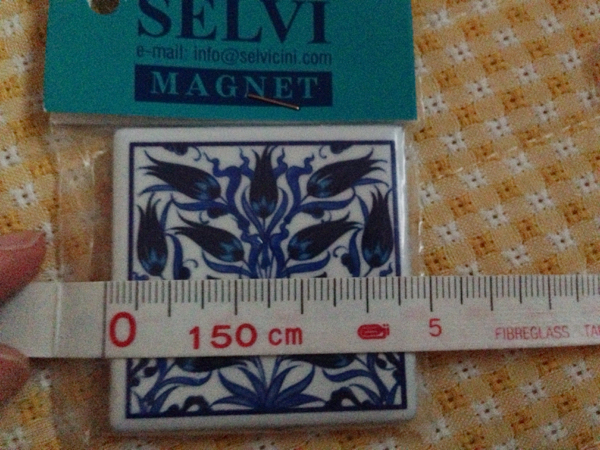 SELVI
e-mail: info@selvicini.com
MAGNET
0 150 cm 5 FIBREGLASS